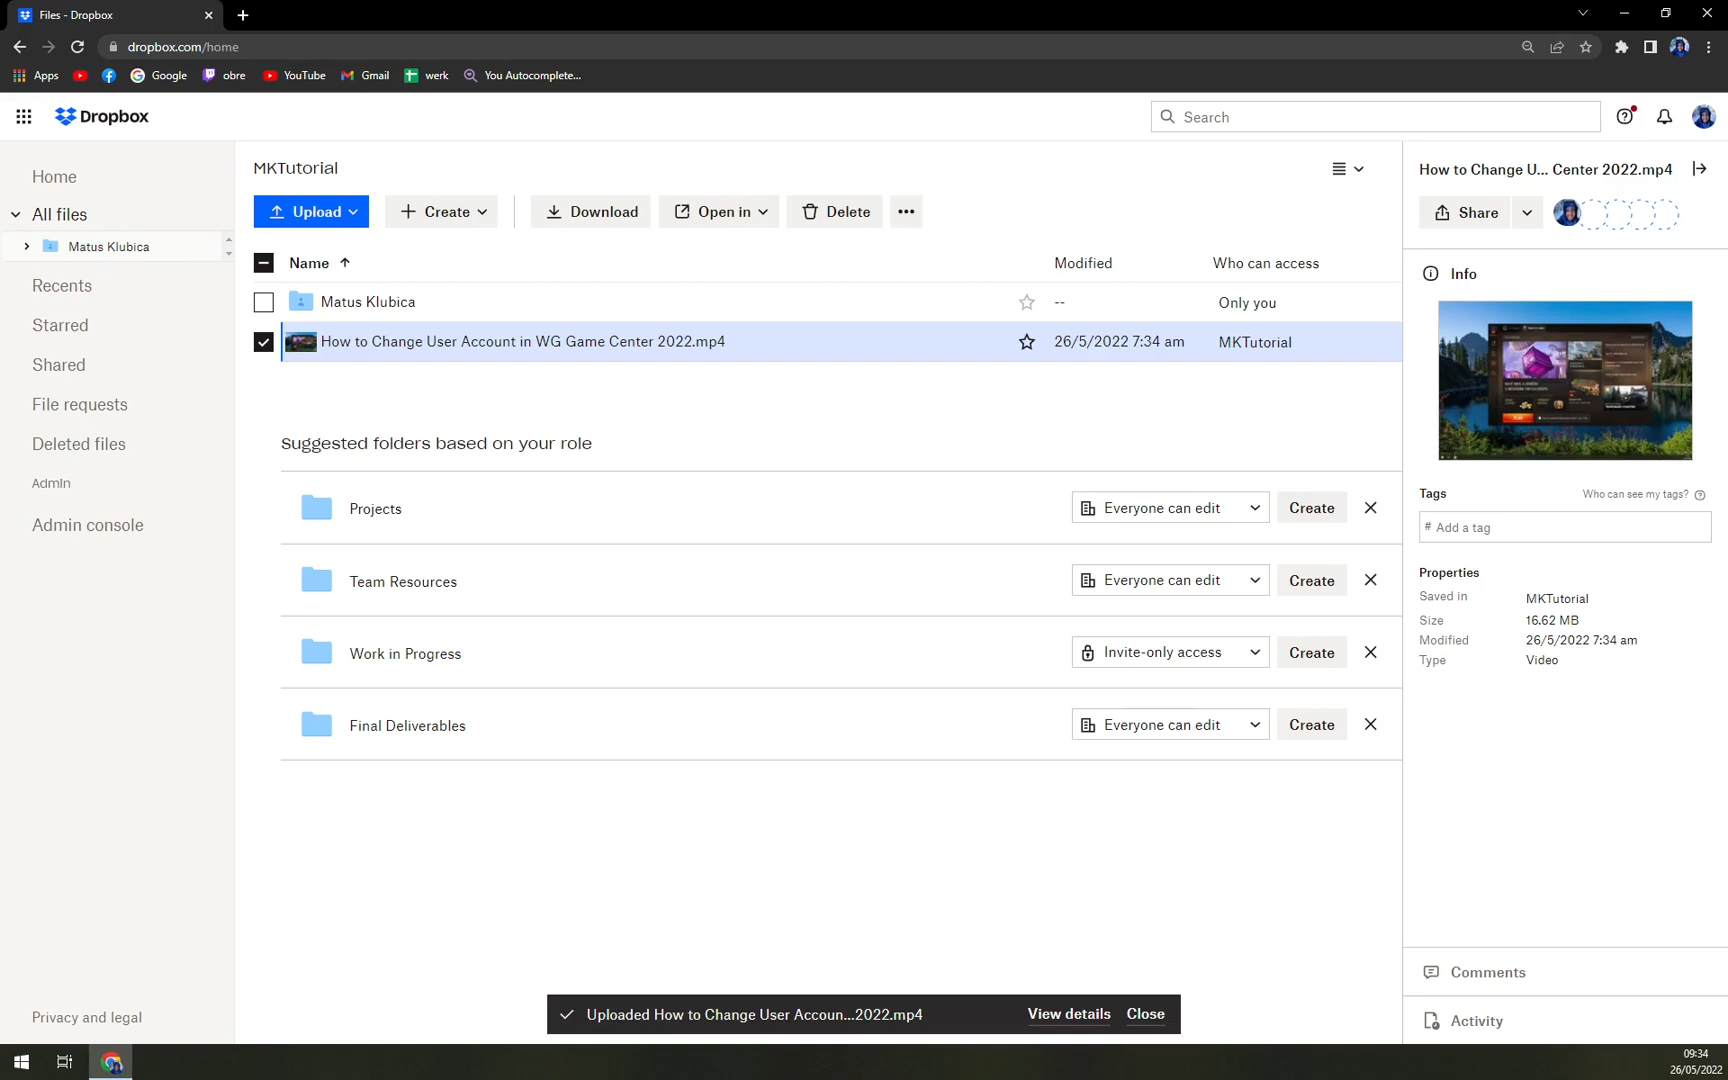 Files - Dropbox
dropbox.com/home
Apps
Google
obre
YouTube
Gmail
werk
You Autocomplete...
Dropbox
Search
Home
All files
Matus Klubica
Recents
Starred
Shared
File requests
Deleted files
Admin
Admin console
Privacy and legal
MKTutorial
Upload
Create
Download
Open in
Delete
Name
Modified
Who can access
Matus Klubica
--
Only you
How to Change User Account in WG Game Center 2022.mp4
26/5/2022 7:34 am
MKTutorial
Suggested folders based on your role
Projects
Everyone can edit
Create
Team Resources
Everyone can edit
Create
Work in Progress
Invite-only access
Create
Final Deliverables
Everyone can edit
Create
Uploaded How to Change User Accoun...2022.mp4
View details
Close
How to Change U... Center 2022.mp4
Share
Info
Tags
Who can see my tags?
# Add a tag
Properties
Saved in MKTutorial
Size 16.62 MB
Modified 26/5/2022 7:34 am
Type Video
Comments
Activity
09:34
26/05/2022